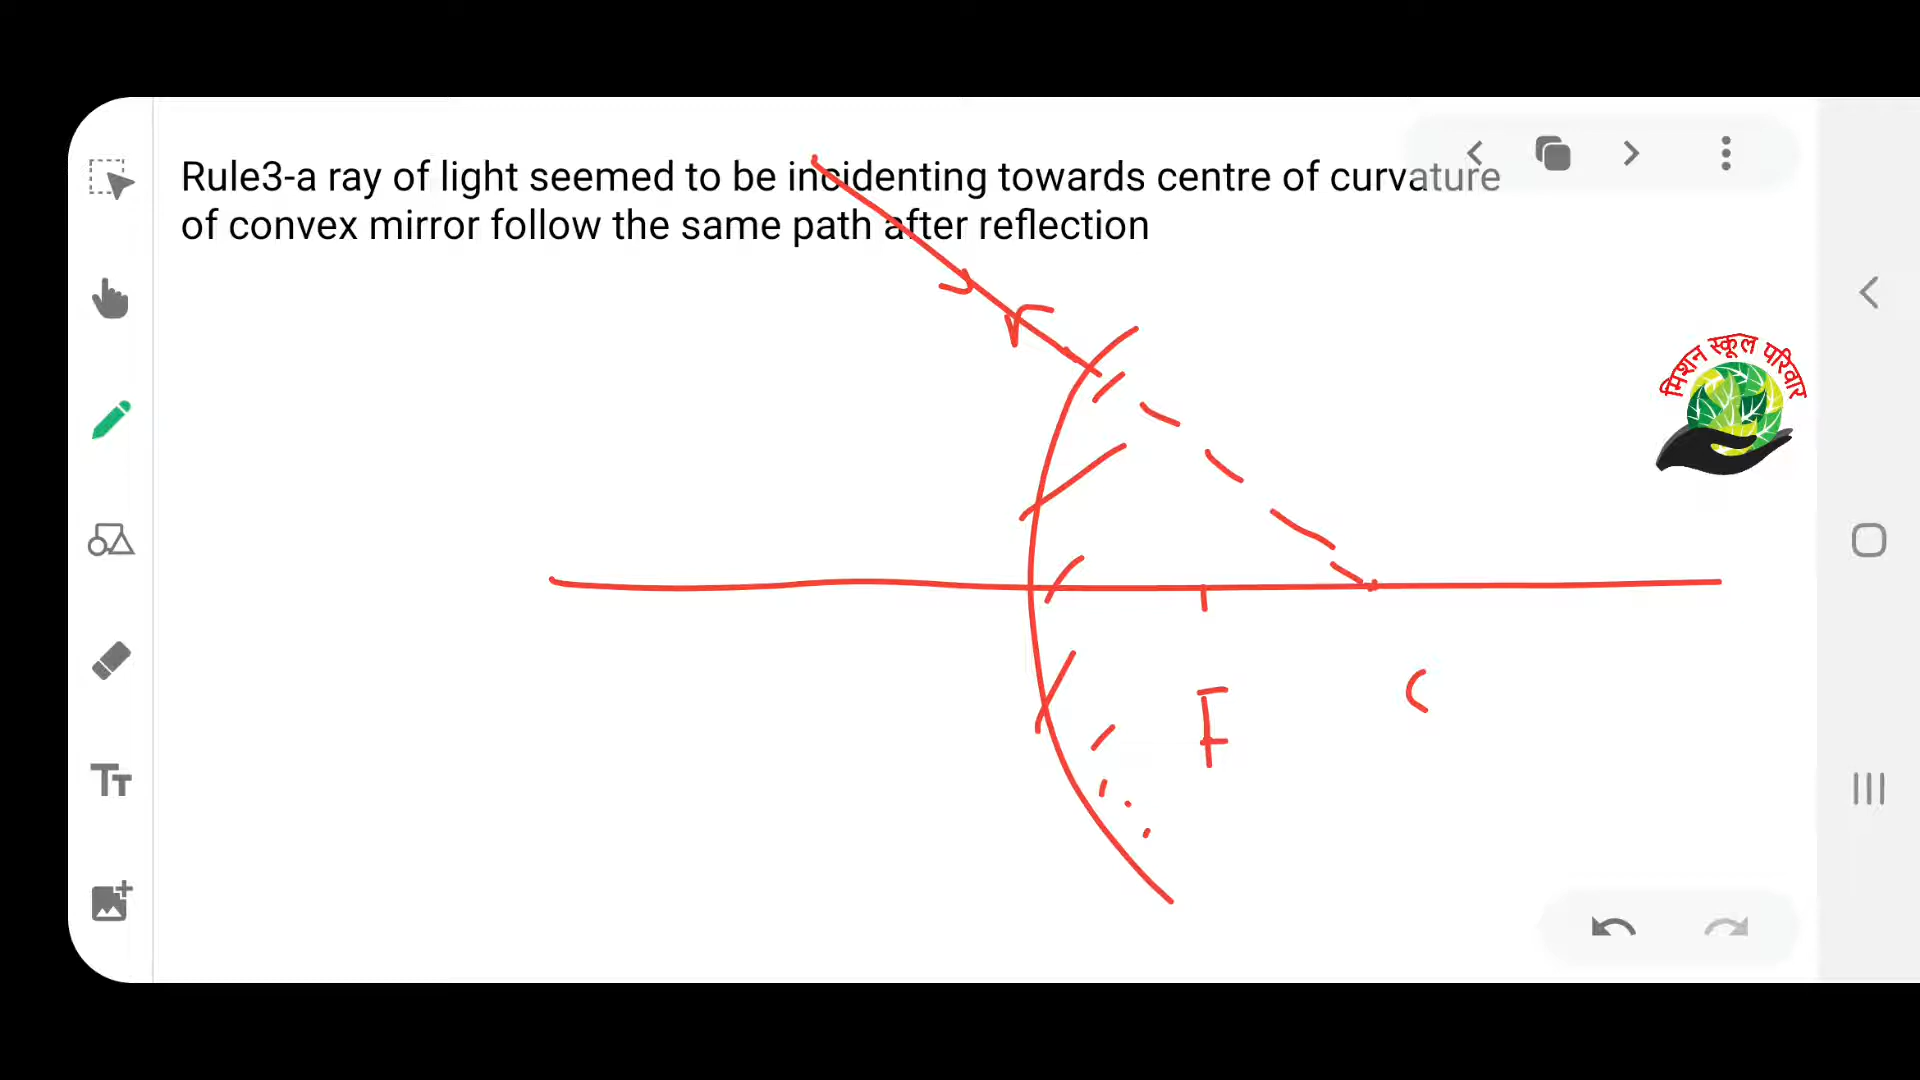 Rule3-a ray of light seemed to be incidenting towards centre of curvature
of convex mirror follow the same path after reflection
मिशन स्कूल परिवार
F
C
TT